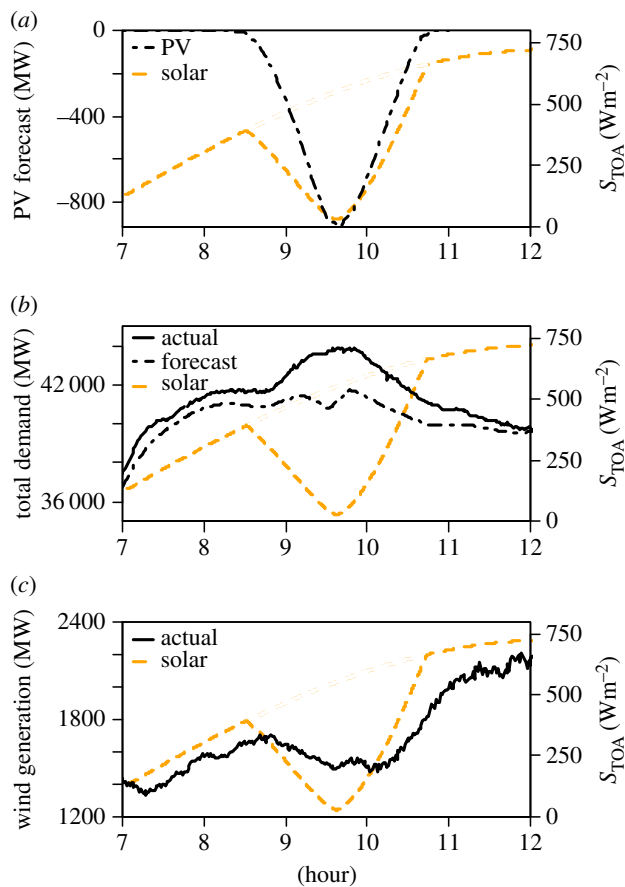 (a)
PV forecast (MW)
0
–400
–800
PV
solar
750
500
250
0
S_TOA (Wm⁻²)
7 8 9 10 11 12
(b)
total demand (MW)
42 000
36 000
actual
forecast
solar
750
500
250
0
S_TOA (Wm⁻²)
7 8 9 10 11 12
(c)
wind generation (MW)
2400
1800
1200
actual
solar
750
500
250
0
S_TOA (Wm⁻²)
7 8 9 10 11 12
(hour)